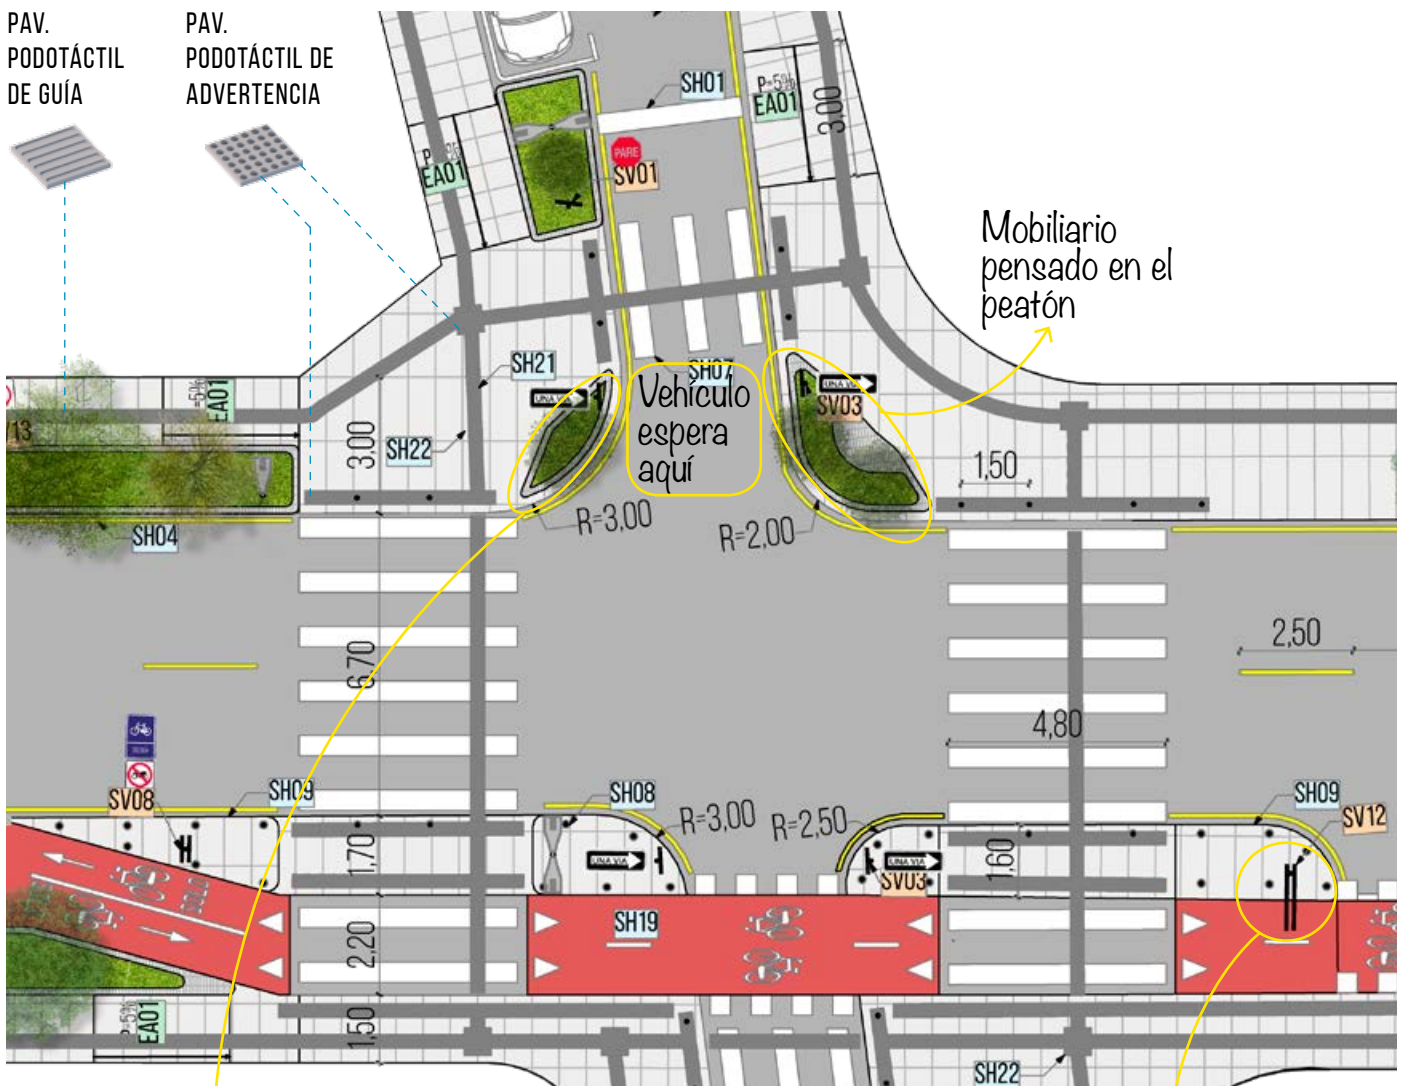 PAV.
PODOTÁCTIL
DE GUÍA
PAV.
PODOTÁCTIL DE
ADVERTENCIA
SH01
P=5%
EA01
3,00
EA01
PARE
SV01
Mobiliario
pensado en el
peatón
SH21
UNA VIA
SH07
UNA VIA
SV03
Vehículo
espera
aquí
EA01
13
3,00
SH22
1,50
R=3,00
R=2,00
SH04
6,70
2,50
4,80
SV08
SH09
SH08
R=3,00
R=2,50
SH09
SV12
1,70
UNA VIA
UNA VIA
SV03
1,60
SH19
2,20
P=5%
EA01
1,50
SH22